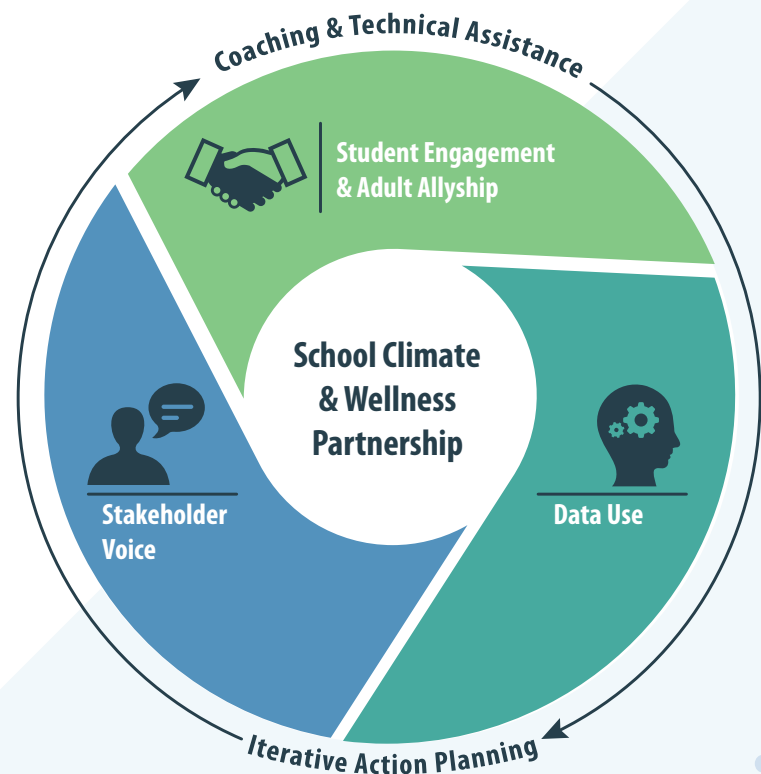 Coaching & Technical Assistance
Student Engagement
& Adult Allyship
School Climate
& Wellness
Partnership
Stakeholder
Voice
Data Use
Iterative Action Planning